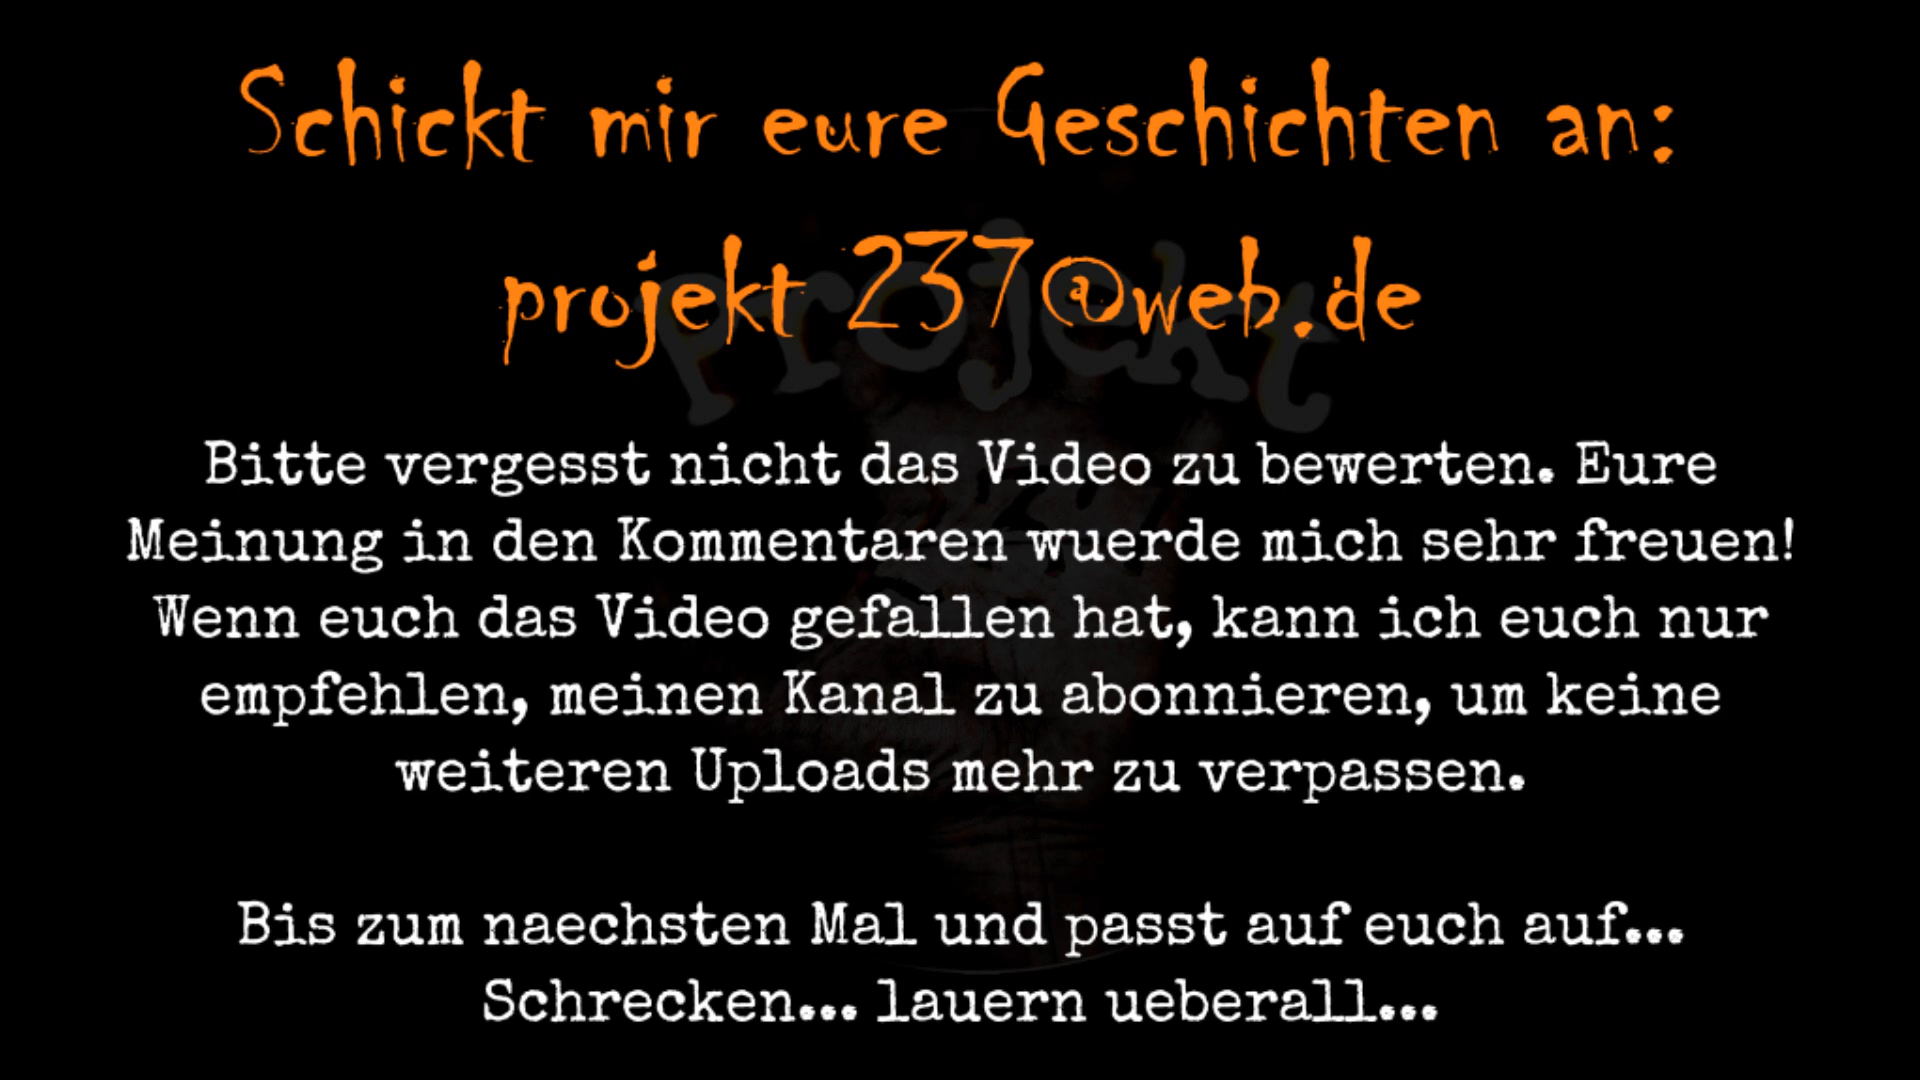 Schickt mir eure Geschichten an:
projekt 237@web.de
projekt
Bitte vergesst nicht das Video zu bewerten. Eure
Meinung in den Kommentaren wuerde mich sehr freuen!
Wenn euch das Video gefallen hat, kann ich euch nur
empfehlen, meinen Kanal zu abonnieren, um keine
weiteren Uploads mehr zu verpassen.
Bis zum naechsten Mal und passt auf euch auf...
Schrecken... lauern ueberall...